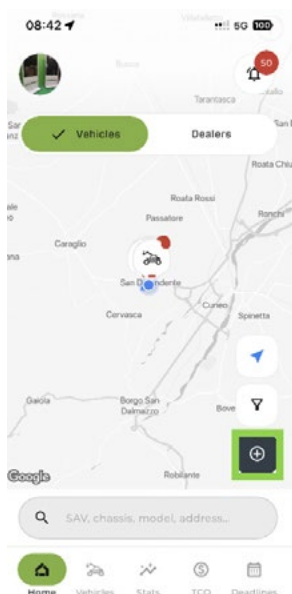 08:42 5G 100
50
Tarantasca
Vehicles Dealers
Roata Chiu
Roata Rossi
Passatore
Ronchi
Caraglio
San D ndente
Cuneo
Cervasca
Spinetta
Gaiola
Borgo San
Dalmazzo
Bove
Google
Robilante
SAV, chassis, model, address...
Home Vehicles Stats TCO Deadlines